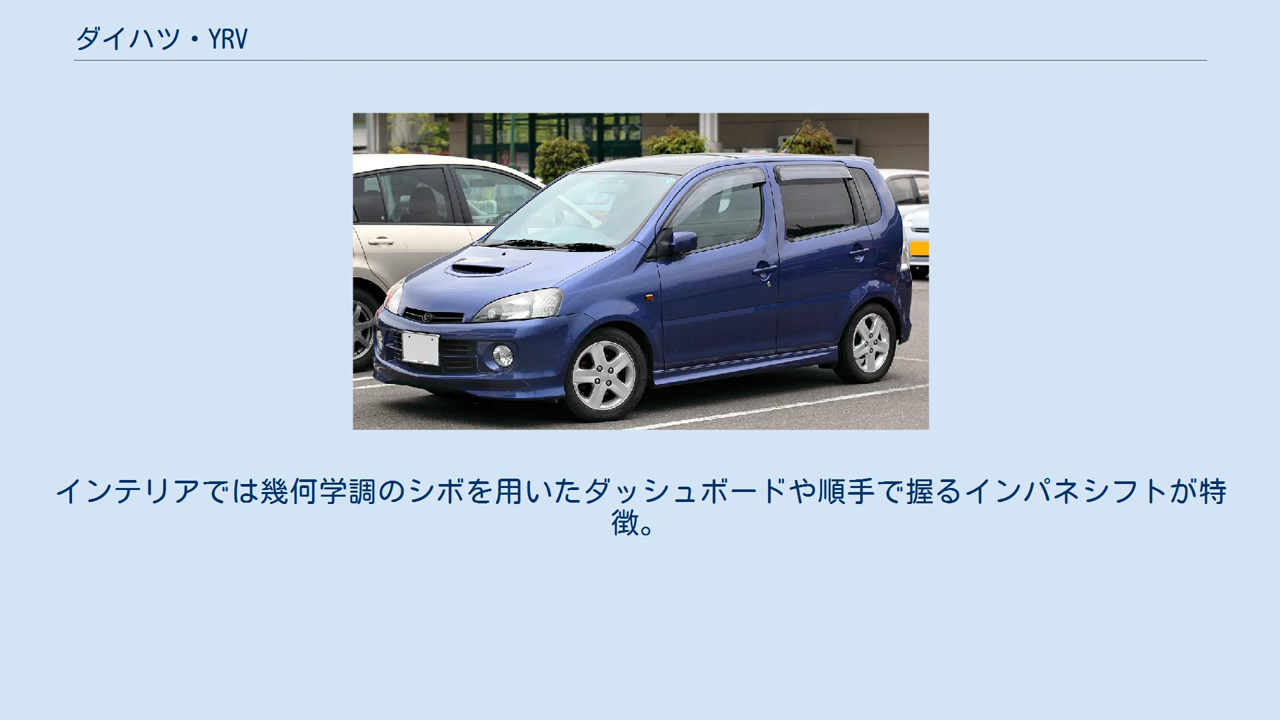 ダイハツ・YRV
インテリアでは幾何学調のシボを用いたダッシュボードや順手で握るインパネシフトが特
徴。